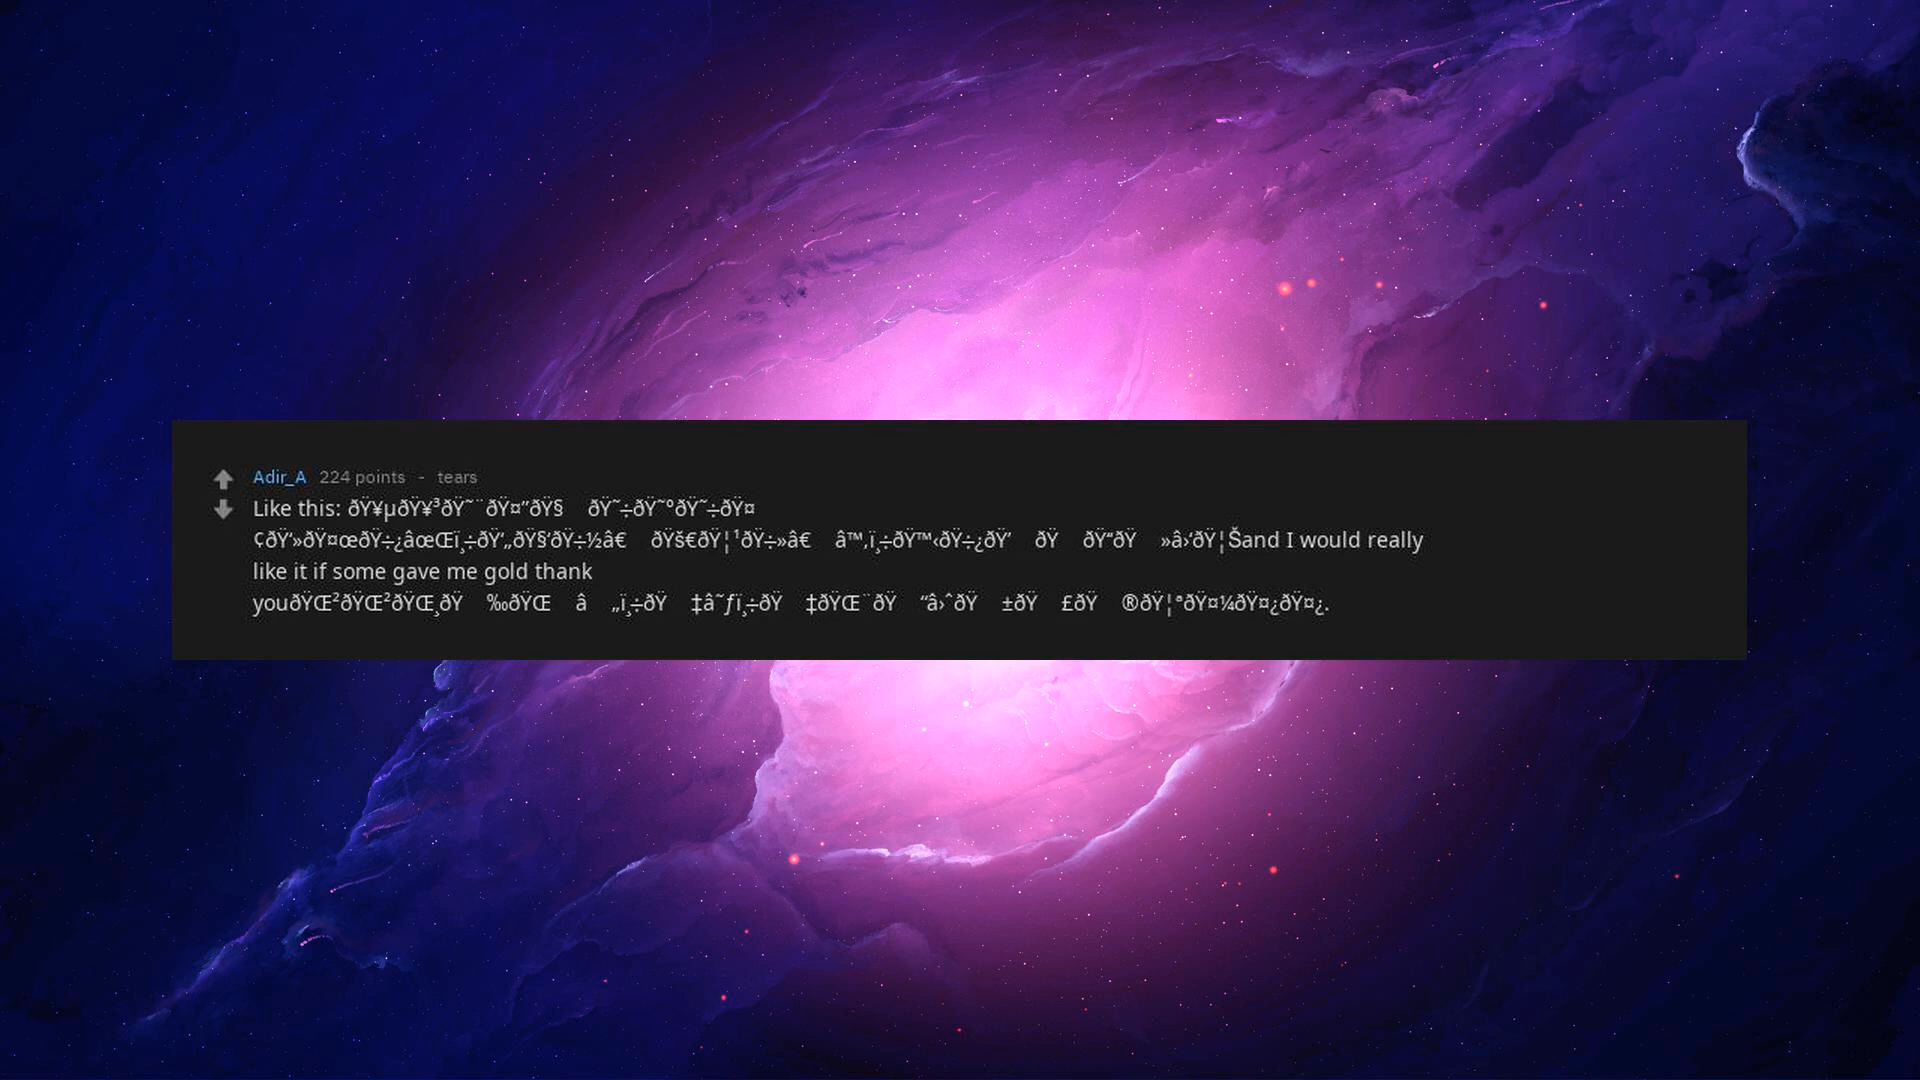 Adir_A 224 points - tears
Like this: ðŸ¥µðŸ¥³ðŸ˜¨ðŸ¤”ðŸ§ ðŸ˜÷ðŸ˜°ðŸ˜÷ðŸ¤
¢ðŸ‘»ðŸ¤œðŸ÷¿âœŒï¸÷ðŸ‘„ðŸ§‘ðŸ÷½â€ ðŸš€ðŸ¦¹ðŸ÷»â€ â™‚ï¸÷ðŸ™‹ðŸ÷¿ðŸ’ ðŸ ðŸ“ðŸ »â›‘ðŸ¦Šand I would really
like it if some gave me gold thank
youðŸŒ²ðŸŒ²ðŸŒ¸ðŸ ‰ðŸŒ â „ï¸÷ðŸ ‡â˜ƒï¸÷ðŸ ‡ðŸŒ¨ðŸ “â›ˆðŸ ±ðŸ £ðŸ ®ðŸ¦ªðŸ¤¼ðŸ¤¿ðŸ¤¿.